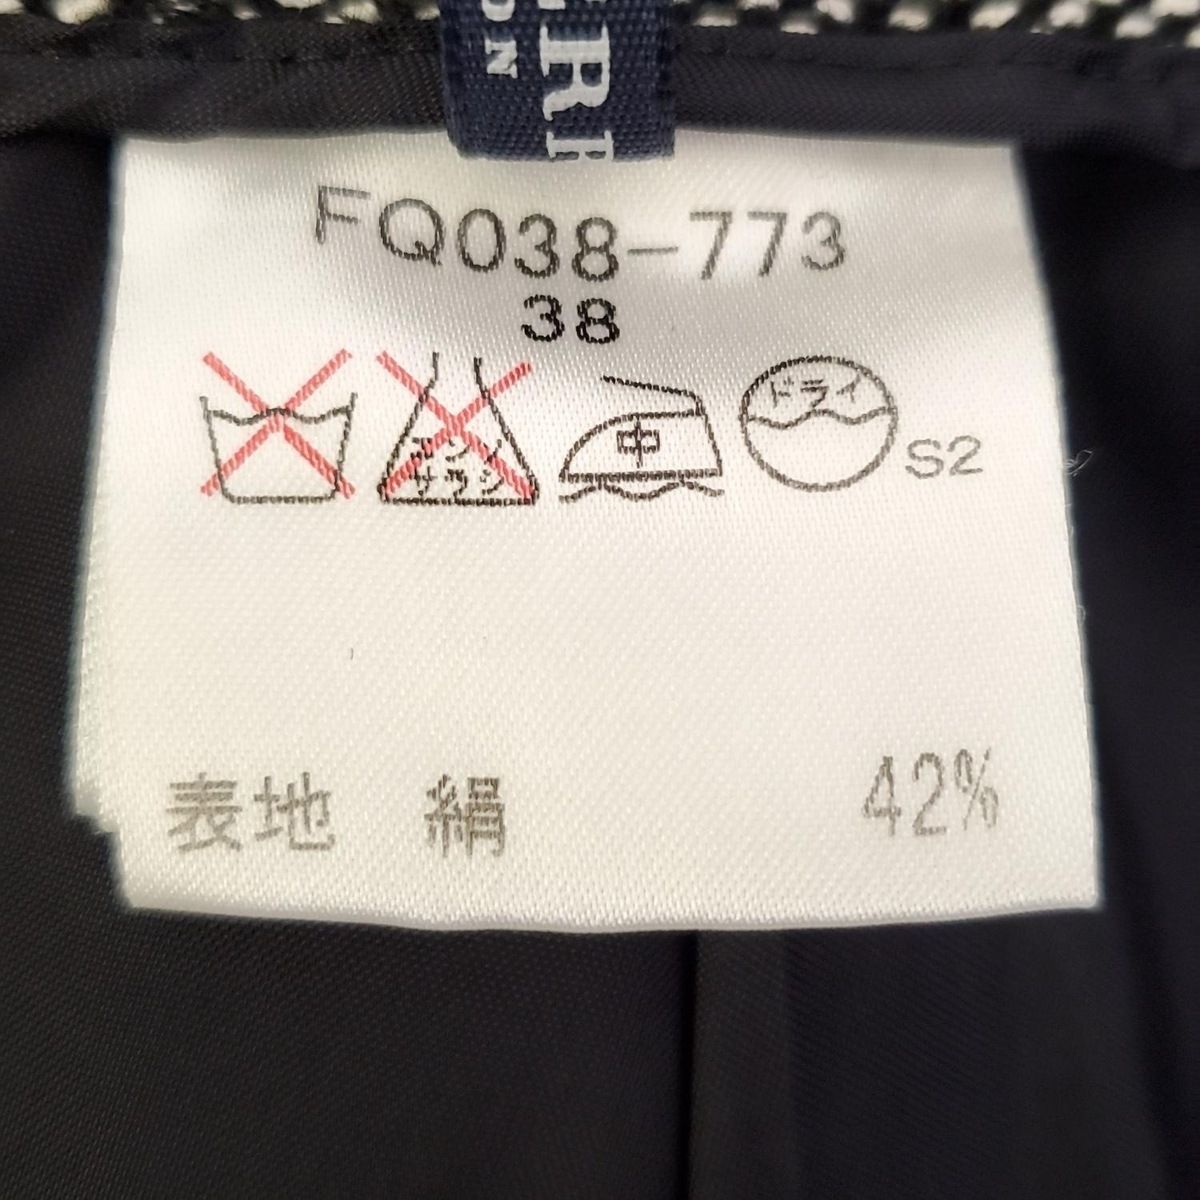 FQ038-773
38
エンソ
サラシ
中
ドライ
S2
表地 絹 42%